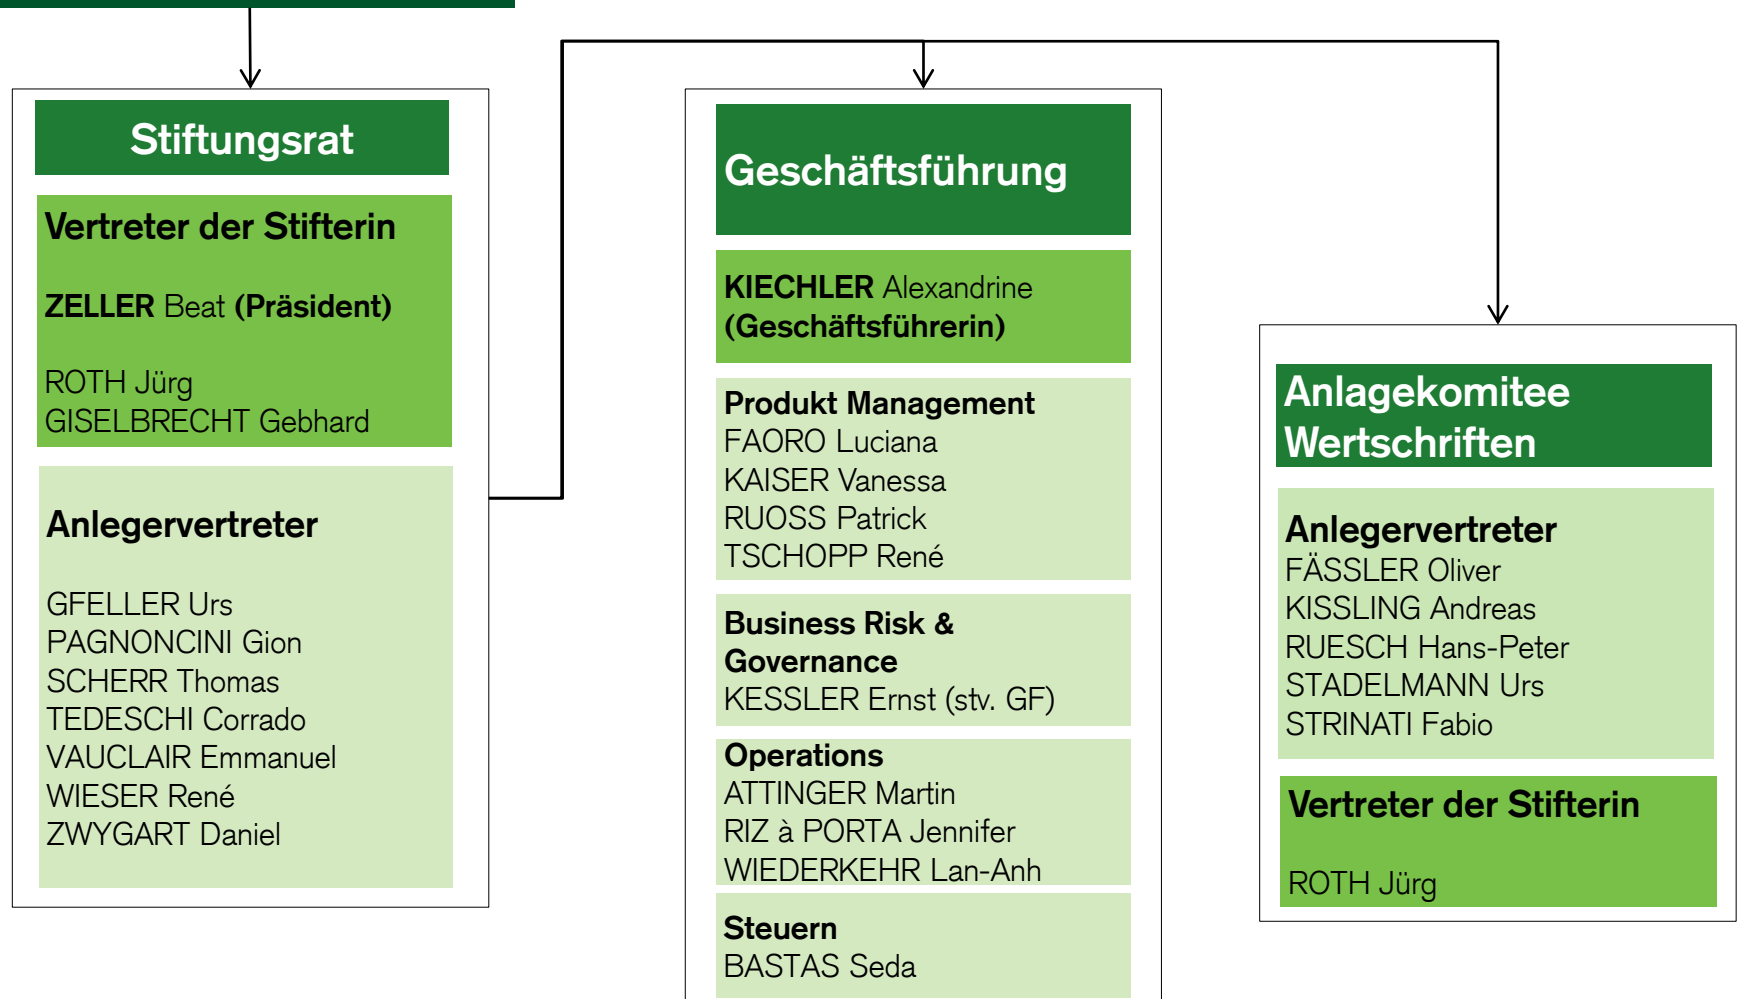 Stiftungsrat
Vertreter der Stifterin
ZELLER Beat (Präsident)
ROTH Jürg
GISELBRECHT Gebhard
Anlegervertreter
GFELLER Urs
PAGNONCINI Gion
SCHERR Thomas
TEDESCHI Corrado
VAUCLAIR Emmanuel
WIESER René
ZWYGART Daniel
Geschäftsführung
KIECHLER Alexandrine
(Geschäftsführerin)
Produkt Management
FAORO Luciana
KAISER Vanessa
RUOSS Patrick
TSCHOPP René
Business Risk &
Governance
KESSLER Ernst (stv. GF)
Operations
ATTINGER Martin
RIZ à PORTA Jennifer
WIEDERKEHR Lan-Anh
Steuern
BASTAS Seda
Anlagekomitee
Wertschriften
Anlegervertreter
FÄSSLER Oliver
KISSLING Andreas
RUESCH Hans-Peter
STADELMANN Urs
STRINATI Fabio
Vertreter der Stifterin
ROTH Jürg